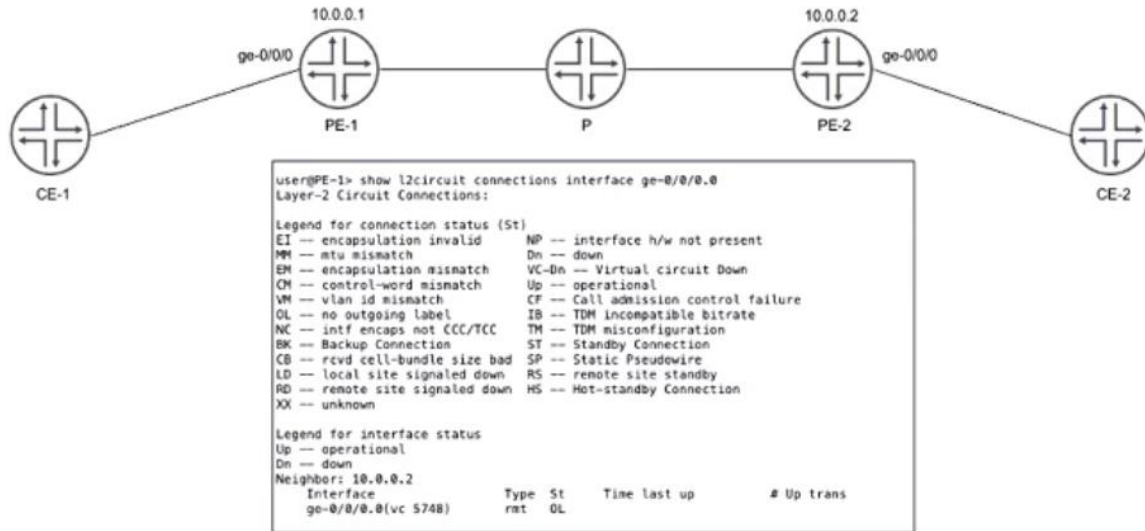 10.0.0.1
10.0.0.2
ge-0/0/0
ge-0/0/0
PE-1
P
PE-2
CE-1
CE-2
user@PE-1> show l2circuit connections interface ge-0/0/0.0
Layer-2 Circuit Connections:
Legend for connection status (St)
EI -- encapsulation invalid NP -- interface h/w not present
MM -- mtu mismatch Dn -- down
EM -- encapsulation mismatch VC-Dn -- Virtual circuit Down
CM -- control-word mismatch Up -- operational
VM -- vlan id mismatch CF -- Call admission control failure
OL -- no outgoing label IB -- TDM incompatible bitrate
NC -- intf encaps not CCC/TCC TM -- TDM misconfiguration
BK -- Backup Connection ST -- Standby Connection
CB -- rcvd cell-bundle size bad SP -- Static Pseudowire
LD -- local site signaled down RS -- remote site standby
RD -- remote site signaled down HS -- Hot-standby Connection
XX -- unknown
Legend for interface status
Up -- operational
Dn -- down
Neighbor: 10.0.0.2
Interface Type St Time last up # Up trans
ge-0/0/0.0(vc 5748) rmt OL